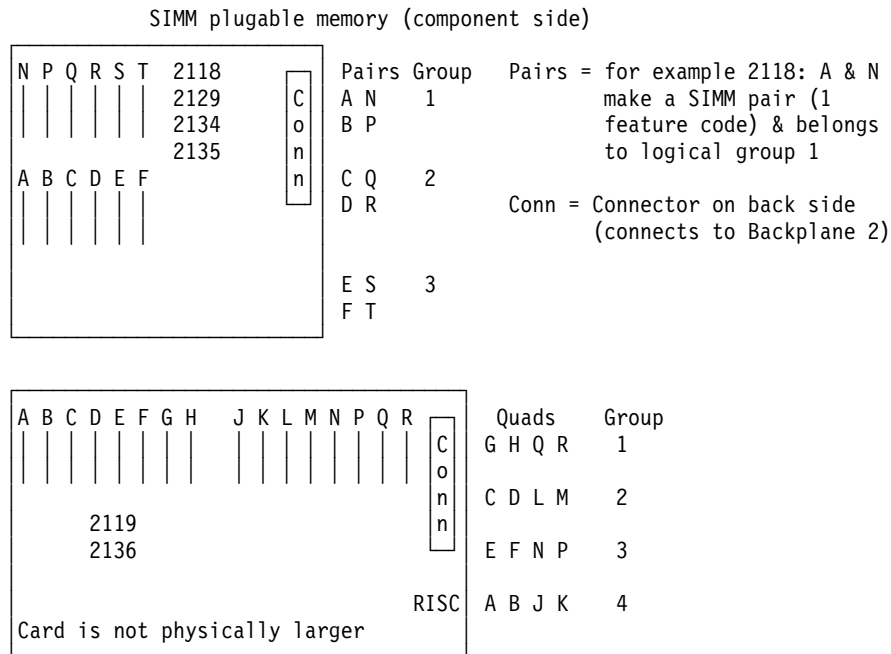 SIMM plugable memory (component side)
N P Q R S T 2118 Pairs Group Pairs = for example 2118: A & N
2129 C A N 1 make a SIMM pair (1
2134 o B P feature code) & belongs
2135 n to logical group 1
A B C D E F n C Q 2
D R Conn = Connector on back side
(connects to Backplane 2)
E S 3
F T
A B C D E F G H J K L M N P Q R Quads Group
C G H Q R 1
o
n C D L M 2
2119 n
2136 E F N P 3
RISC A B J K 4
Card is not physically larger